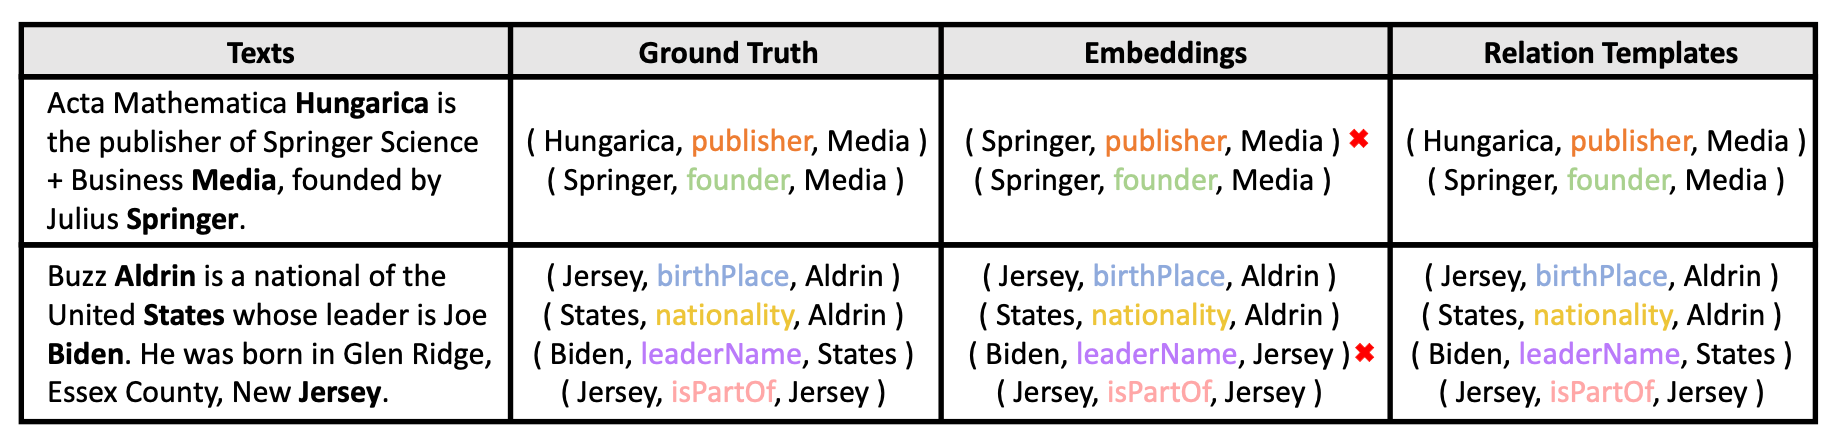 Texts
Ground Truth
Embeddings
Relation Templates
Acta Mathematica Hungarica is
the publisher of Springer Science
+ Business Media, founded by
Julius Springer.
( Hungarica, publisher, Media )
( Springer, founder, Media )
( Springer, publisher, Media ) ✖
( Springer, founder, Media )
( Hungarica, publisher, Media )
( Springer, founder, Media )
Buzz Aldrin is a national of the
United States whose leader is Joe
Biden. He was born in Glen Ridge,
Essex County, New Jersey.
( Jersey, birthPlace, Aldrin )
( States, nationality, Aldrin )
( Biden, leaderName, States )
( Jersey, isPartOf, Jersey )
( Jersey, birthPlace, Aldrin )
( States, nationality, Aldrin )
( Biden, leaderName, Jersey ) ✖
( Jersey, isPartOf, Jersey )
( Jersey, birthPlace, Aldrin )
( States, nationality, Aldrin )
( Biden, leaderName, States )
( Jersey, isPartOf, Jersey )